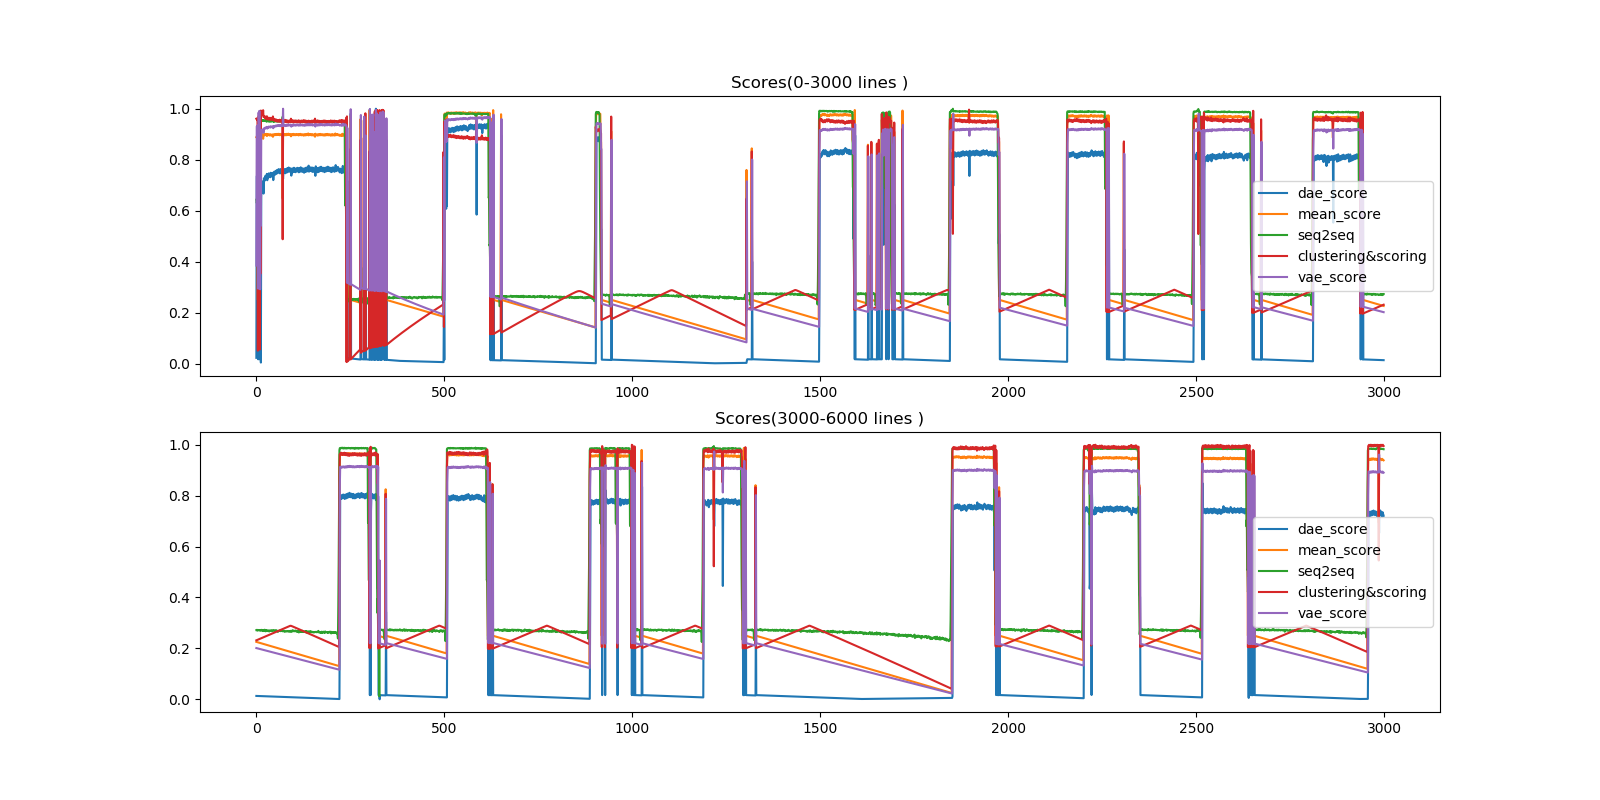 Scores(0-3000 lines )
1.0
0.8
0.6
0.4
0.2
0.0
0 500 1000 1500 2000 2500 3000
dae_score
mean_score
seq2seq
clustering&scoring
vae_score
Scores(3000-6000 lines )
1.0
0.8
0.6
0.4
0.2
0.0
0 500 1000 1500 2000 2500 3000
dae_score
mean_score
seq2seq
clustering&scoring
vae_score